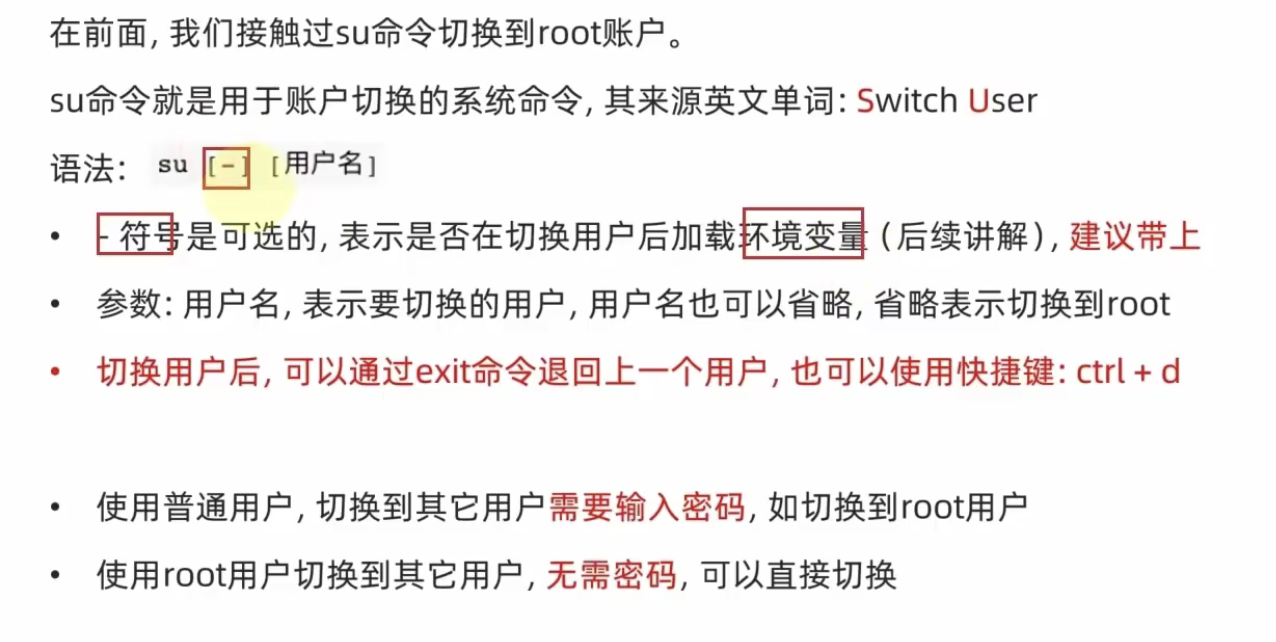 在前面, 我们接触过su命令切换到root账户。
su命令就是用于账户切换的系统命令, 其来源英文单词: Switch User
语法: su [-] [用户名]
• - 符号是可选的, 表示是否在切换用户后加载环境变量 (后续讲解), 建议带上
• 参数: 用户名, 表示要切换的用户, 用户名也可以省略, 省略表示切换到root
• 切换用户后, 可以通过exit命令退回上一个用户, 也可以使用快捷键: ctrl + d
• 使用普通用户, 切换到其它用户需要输入密码, 如切换到root用户
• 使用root用户切换到其它用户, 无需密码, 可以直接切换